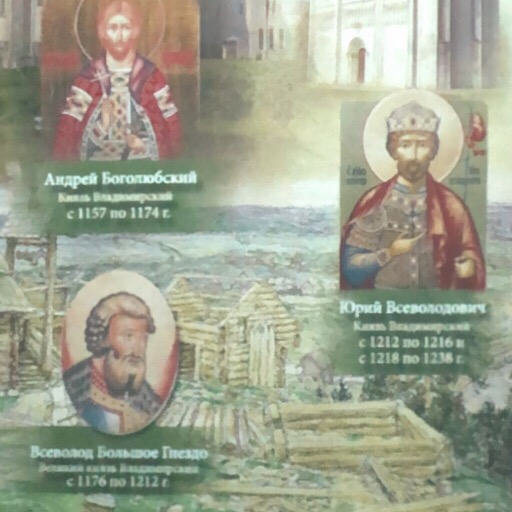 Андрей Боголюбский
Князь Владимирский
с 1157 по 1174 г.
Юрий Всеволодович
Князь Владимирский
с 1212 по 1216 и
с 1218 по 1238 г.
Всеволод Большое Гнездо
Великий князь Владимирский
с 1176 по 1212 г.